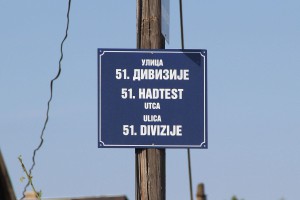 УЛИЦА
51. ДИВИЗИЈЕ
51. HADTEST
UTCA
ULICA
51. DIVIZIJE